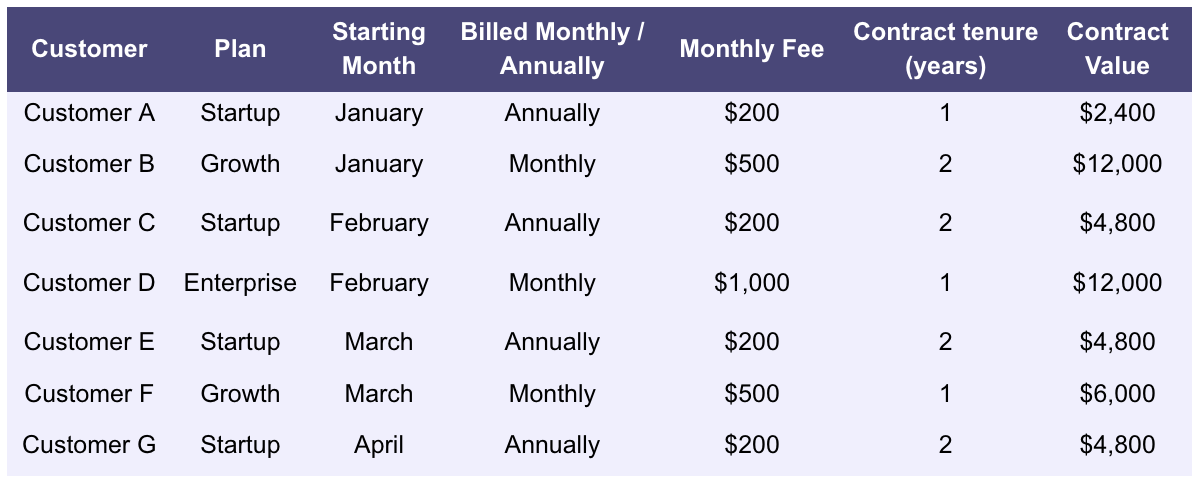 Customer Plan Starting Month Billed Monthly / Annually Monthly Fee Contract tenure (years) Contract Value
Customer A Startup January Annually $200 1 $2,400
Customer B Growth January Monthly $500 2 $12,000
Customer C Startup February Annually $200 2 $4,800
Customer D Enterprise February Monthly $1,000 1 $12,000
Customer E Startup March Annually $200 2 $4,800
Customer F Growth March Monthly $500 1 $6,000
Customer G Startup April Annually $200 2 $4,800